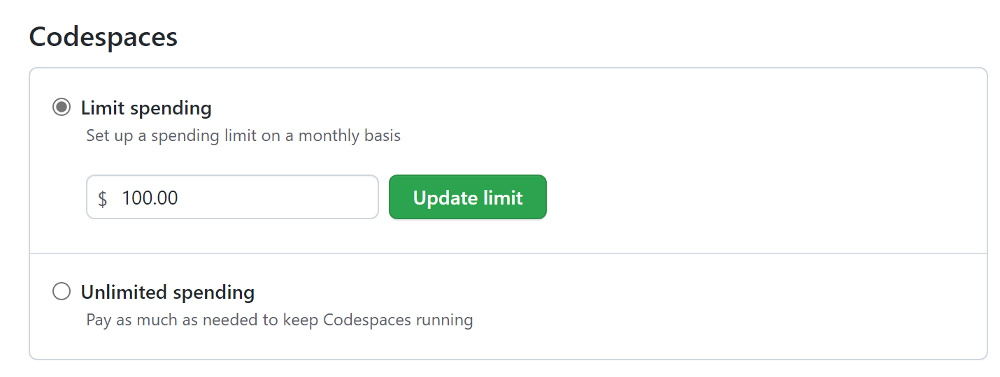 Codespaces
Limit spending
Set up a spending limit on a monthly basis
$ 100.00
Update limit
Unlimited spending
Pay as much as needed to keep Codespaces running